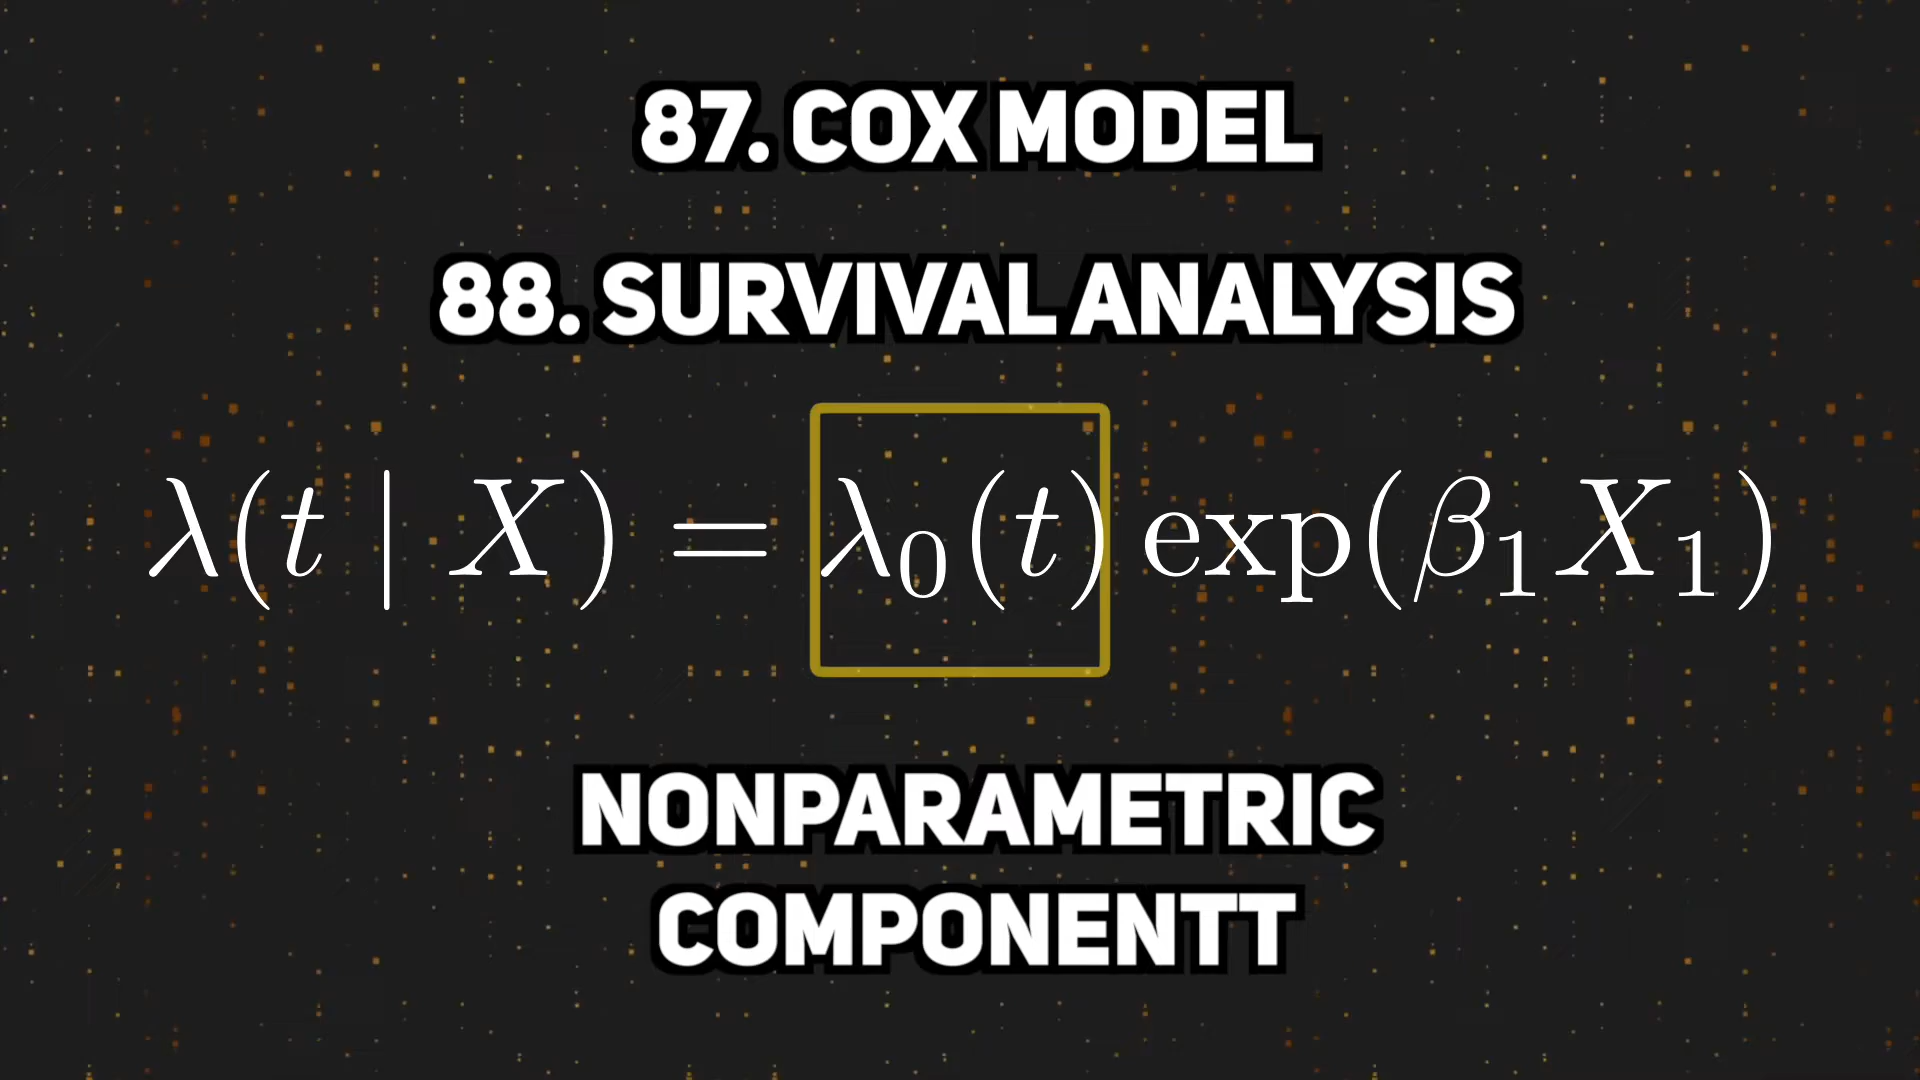 87. COX MODEL
88. SURVIVAL ANALYSIS
λ(t | X) = λ₀(t) exp(β₁X₁)
NONPARAMETRIC
COMPONENTT